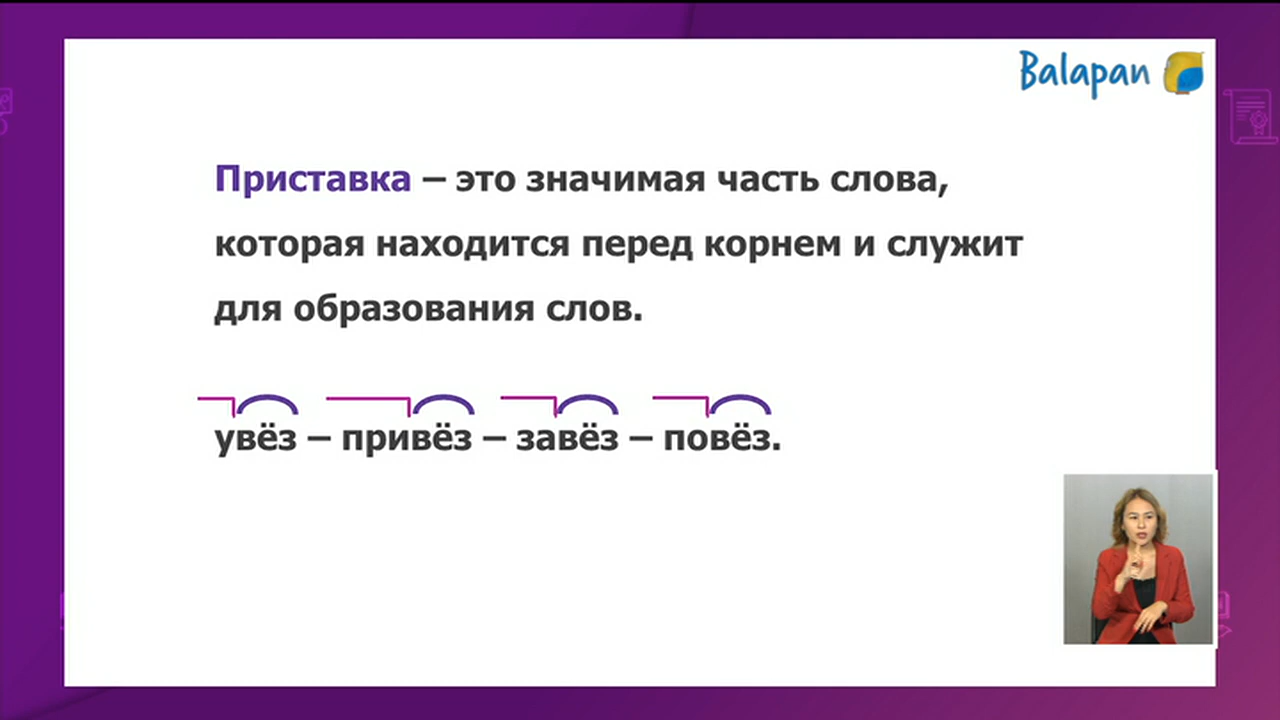 Balapan
Приставка – это значимая часть слова,
которая находится перед корнем и служит
для образования слов.
увёз – привёз – завёз – повёз.